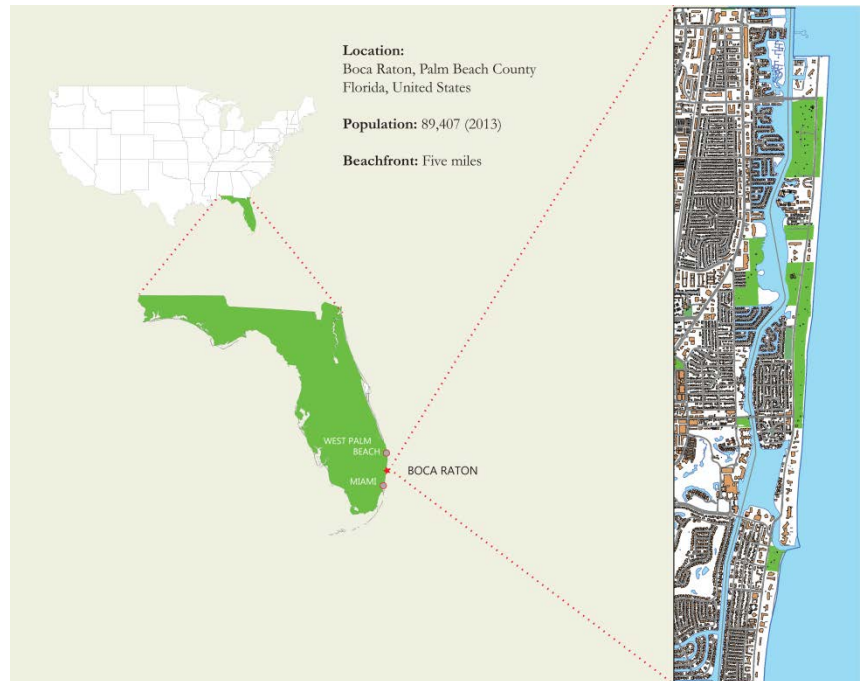 Location:
Boca Raton, Palm Beach County
Florida, United States
Population: 89,407 (2013)
Beachfront: Five miles
WEST PALM
BEACH
BOCA RATON
MIAMI